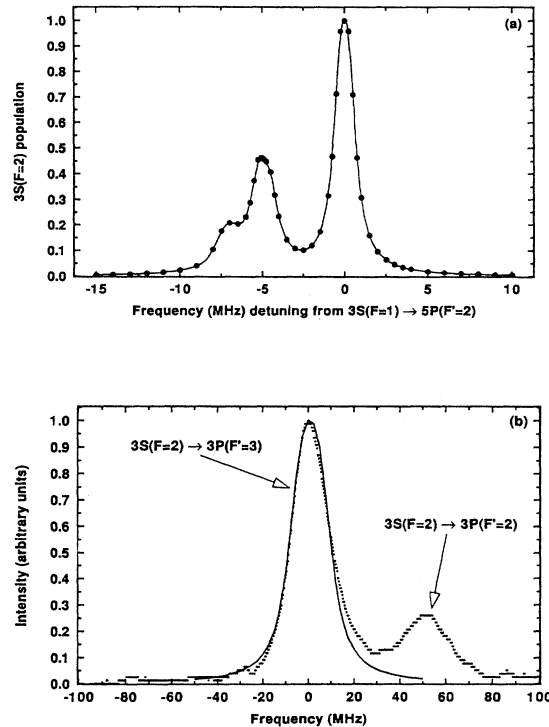 (a)
3S(F=2) population
1.0
0.9
0.8
0.7
0.6
0.5
0.4
0.3
0.2
0.1
0.0
-15 -10 -5 0 5 10
Frequency (MHz) detuning from 3S(F=1) → 5P(F'=2)
(b)
3S(F=2) → 3P(F'=3)
3S(F=2) → 3P(F'=2)
Intensity (arbitrary units)
1.0
0.9
0.8
0.7
0.6
0.5
0.4
0.3
0.2
0.1
0.0
-100 -80 -60 -40 -20 0 20 40 60 80 100
Frequency (MHz)